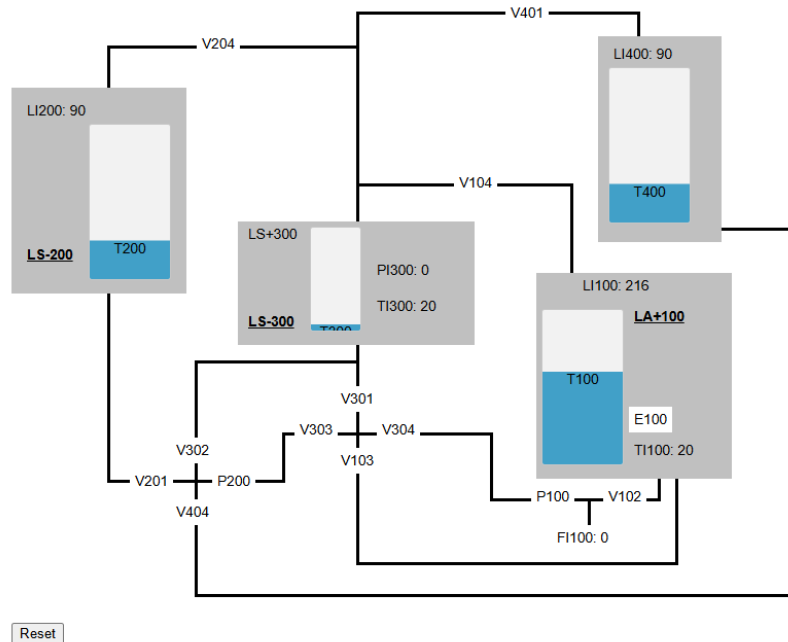 V401
V204
LI400: 90
T400
LI200: 90
LS-200
T200
V104
LS+300
PI300: 0
TI300: 20
LS-300
T300
LI100: 216
LA+100
T100
E100
TI100: 20
V301
V303
V304
V302
V103
V201
P200
V404
P100
V102
FI100: 0
Reset